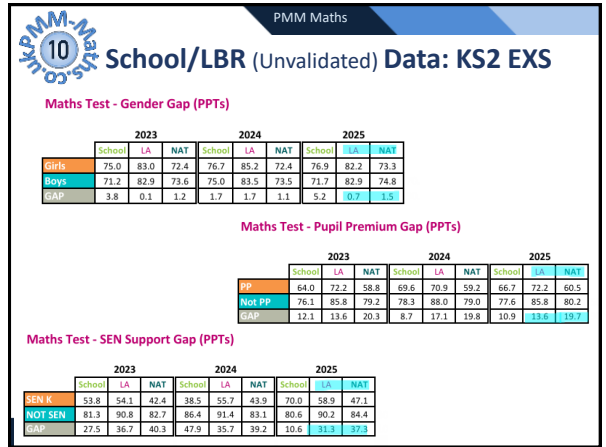 PMM Maths
PMM-Maths.co.uk
10
School/LBR (Unvalidated) Data: KS2 EXS
Maths Test - Gender Gap (PPTs)
2023 2024 2025
School LA NAT School LA NAT School LA NAT
Girls 75.0 83.0 72.4 76.7 85.2 72.4 76.9 82.2 73.3
Boys 71.2 82.9 73.6 75.0 83.5 73.5 71.7 82.9 74.8
GAP 3.8 0.1 1.2 1.7 1.7 1.1 5.2 0.7 1.5
Maths Test - Pupil Premium Gap (PPTs)
2023 2024 2025
School LA NAT School LA NAT School LA NAT
PP 64.0 72.2 58.8 69.6 70.9 59.2 66.7 72.2 60.5
Not PP 76.1 85.8 79.2 78.3 88.0 79.0 77.6 85.8 80.2
GAP 12.1 13.6 20.3 8.7 17.1 19.8 10.9 13.6 19.7
Maths Test - SEN Support Gap (PPTs)
2023 2024 2025
School LA NAT School LA NAT School LA NAT
SEN K 53.8 54.1 42.4 38.5 55.7 43.9 70.0 58.9 47.1
NOT SEN 81.3 90.8 82.7 86.4 91.4 83.1 80.6 90.2 84.4
GAP 27.5 36.7 40.3 47.9 35.7 39.2 10.6 31.3 37.3